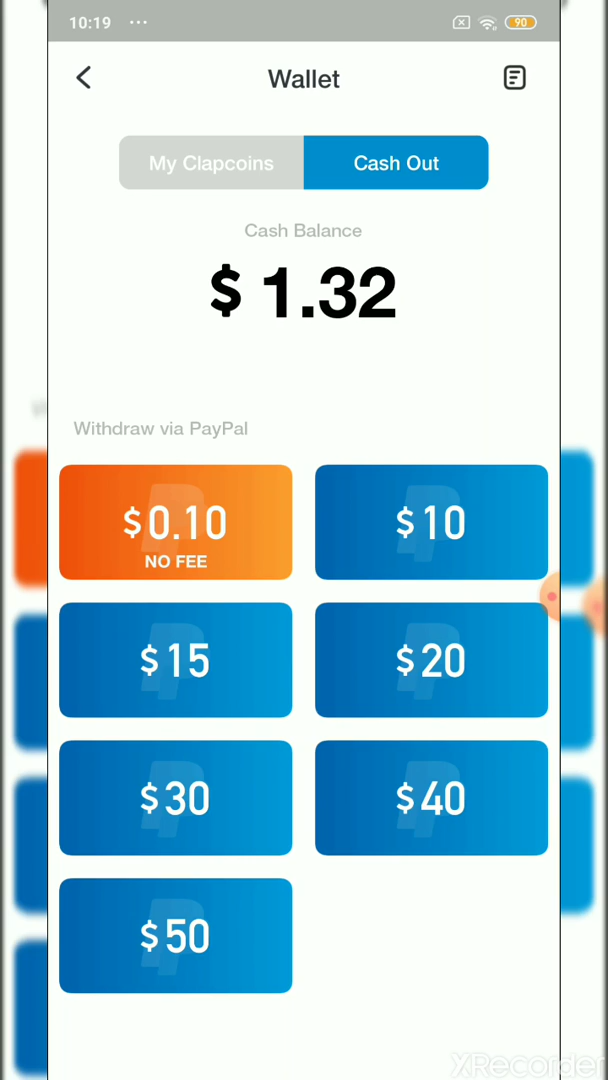 10:19 ... 90
Wallet
My Clapcoins Cash Out
Cash Balance
$ 1.32
Withdraw via PayPal
$0.10 $10
NO FEE
$15 $20
$30 $40
$50
XRecorder